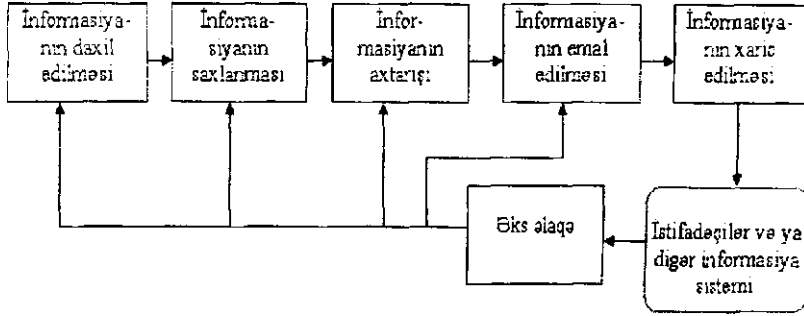 İnformasiya-
nın daxil
edilməsi
İnforma-
siyanın
saxlanması
İnfor-
masiyanın
axtarışı
İnformasiya-
nın emal
edilməsi
İnformasiya-
nın xaric
edilməsi
Əks əlaqə
İstifadəçilər və ya
digər informasiya
sistemi